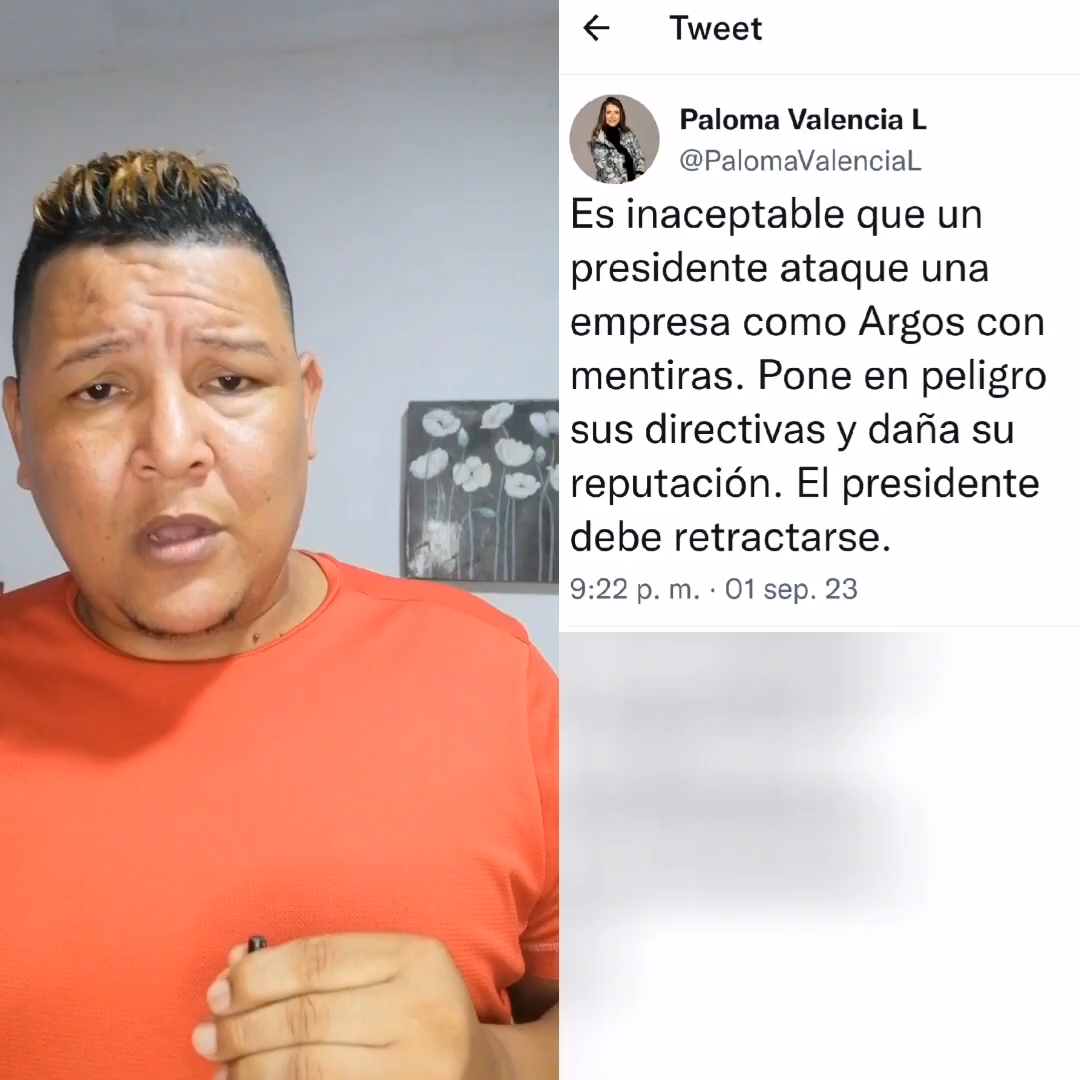 Tweet
Paloma Valencia L
@PalomaValenciaL
Es inaceptable que un
presidente ataque una
empresa como Argos con
mentiras. Pone en peligro
sus directivas y daña su
reputación. El presidente
debe retractarse.
9:22 p. m. · 01 sep. 23